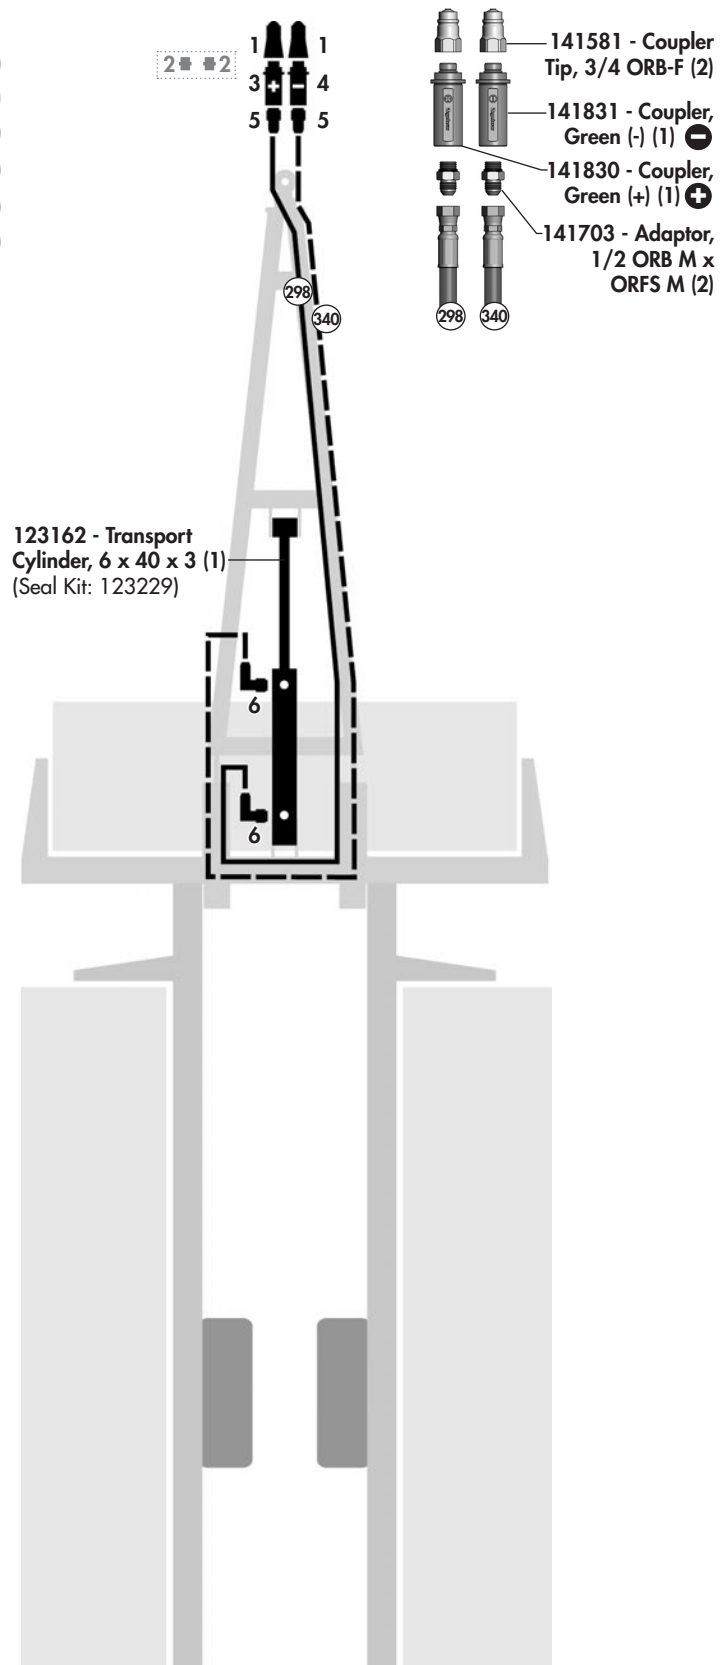 1 1
2 2
3 + - 4
5 5
141581 - Coupler
Tip, 3/4 ORB-F (2)
141831 - Coupler,
Green (-) (1) -
141830 - Coupler,
Green (+) (1) +
141703 - Adaptor,
1/2 ORB M x
ORFS M (2)
298 340
298
340
123162 - Transport
Cylinder, 6 x 40 x 3 (1)
(Seal Kit: 123229)
6
6